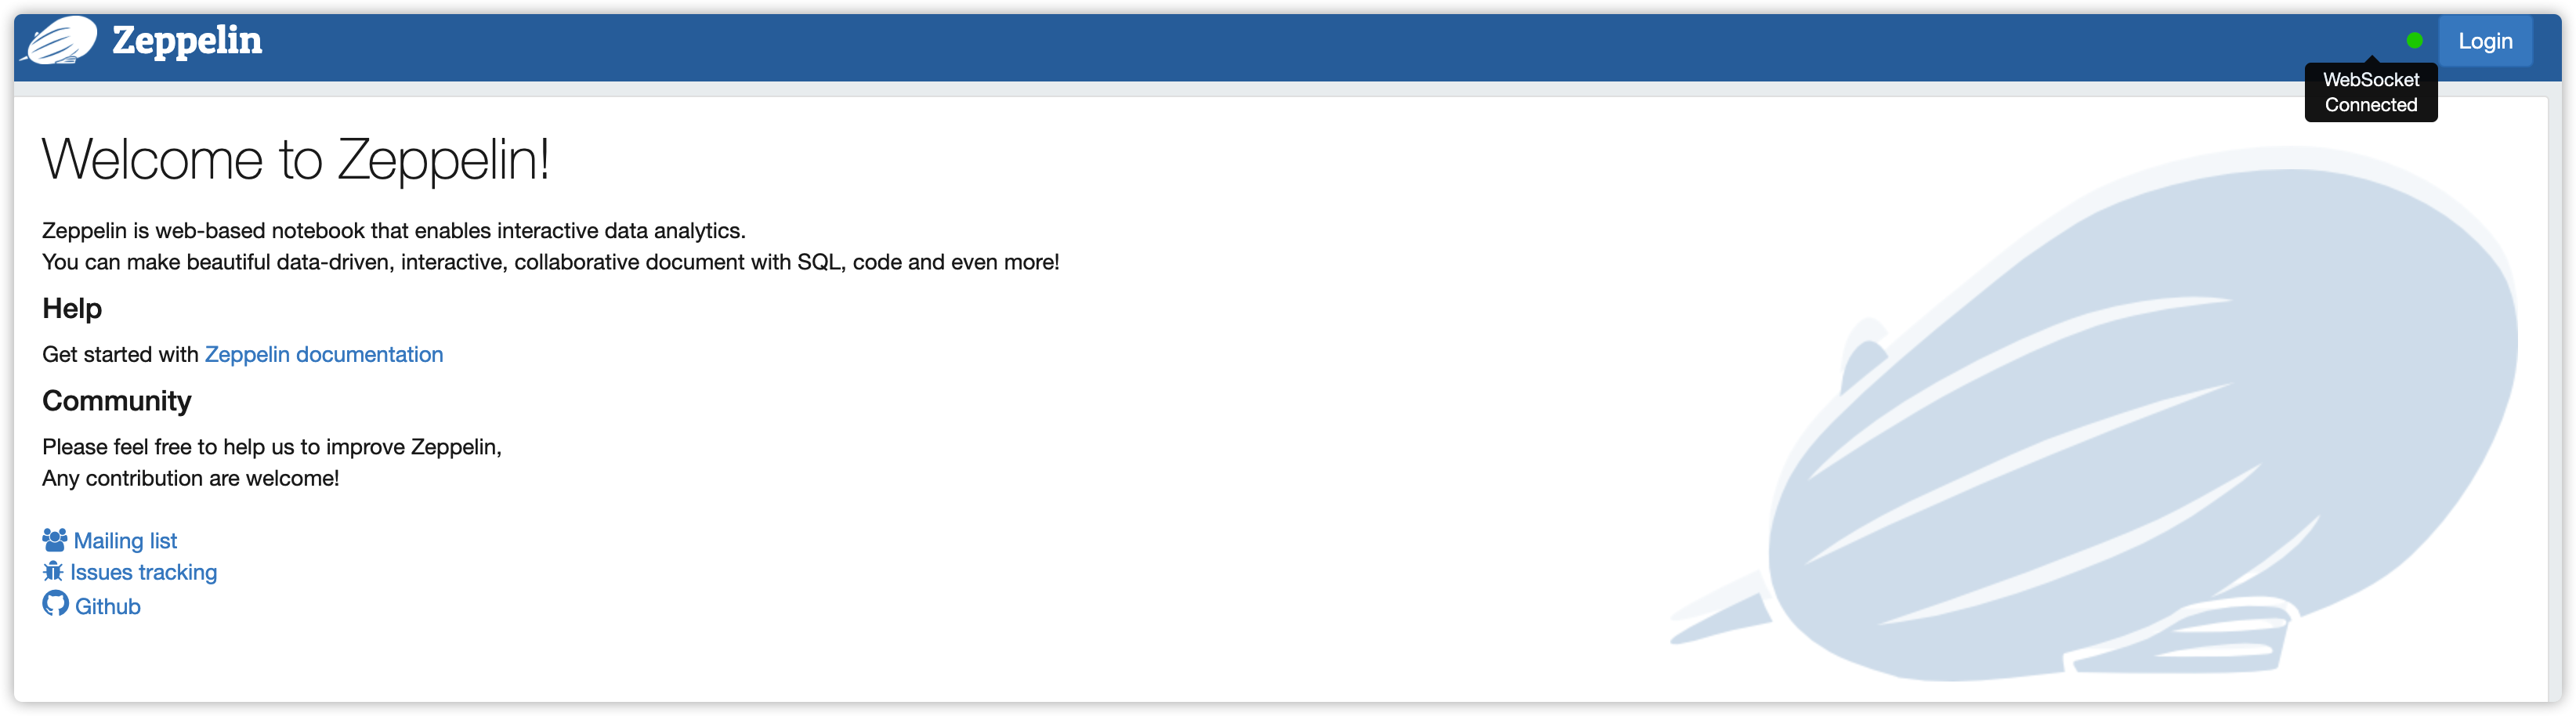 Zeppelin
Login
WebSocket
Connected
Welcome to Zeppelin!
Zeppelin is web-based notebook that enables interactive data analytics.
You can make beautiful data-driven, interactive, collaborative document with SQL, code and even more!
Help
Get started with Zeppelin documentation
Community
Please feel free to help us to improve Zeppelin,
Any contribution are welcome!
Mailing list
Issues tracking
Github